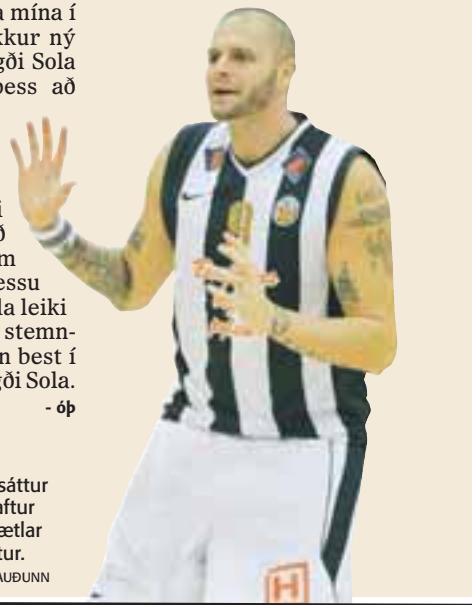 a mína í
kkur ný
gði Sola
þess að
i
ð
m
essu
la leiki
stemn-
n best í
gði Sola.
- óþ
sáttur
aftur
ætlar
tur.
AUÐUNN
H